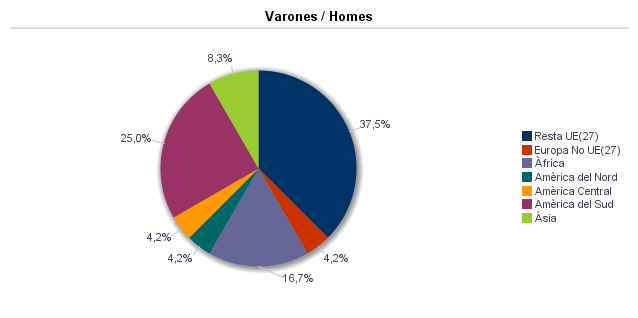 Varones / Homes
8,3%
37,5%
25,0%
4,2%
4,2%
4,2%
16,7%
Resta UE(27)
Europa No UE(27)
Àfrica
Amèrica del Nord
Amèrica Central
Amèrica del Sud
Àsia